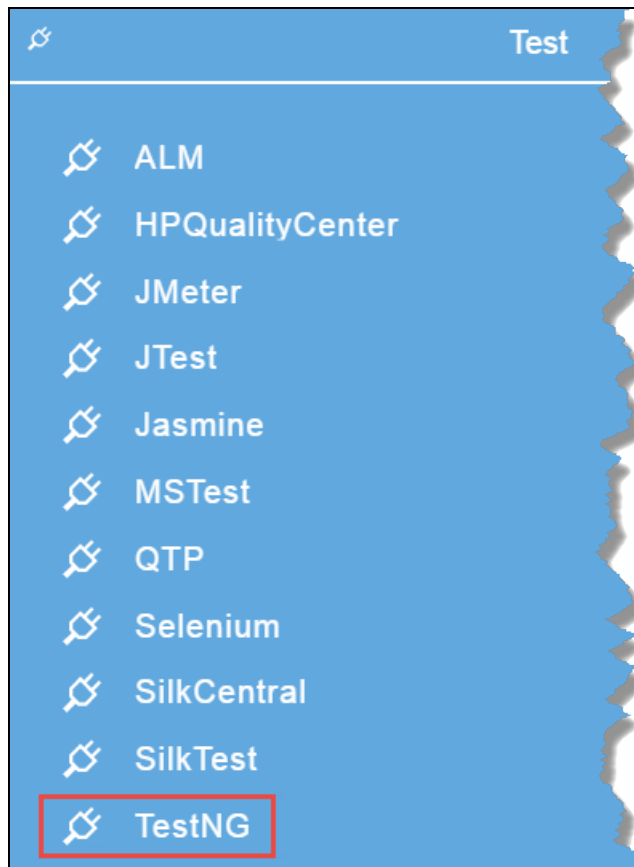 Test
ALM
HPQualityCenter
JMeter
JTest
Jasmine
MSTest
QTP
Selenium
SilkCentral
SilkTest
TestNG